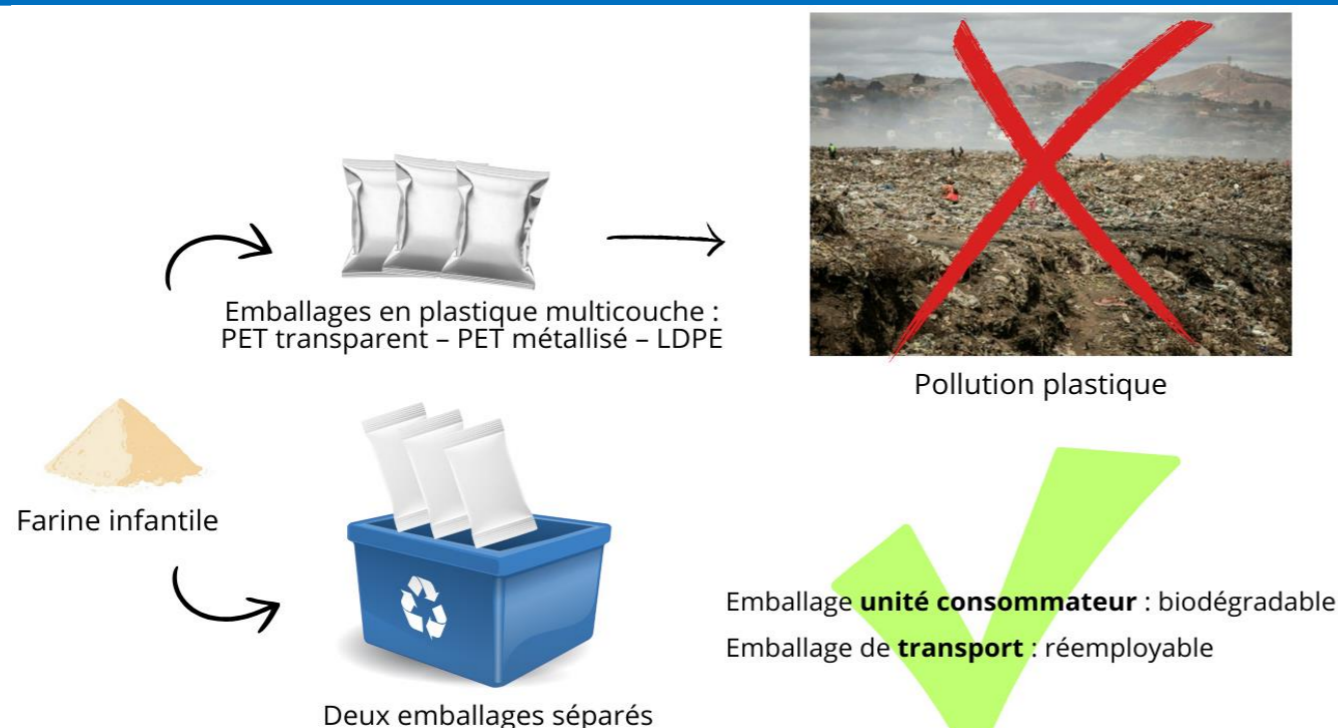 Emballages en plastique multicouche :
PET transparent – PET métallisé – LDPE
Pollution plastique
Farine infantile
Emballage unité consommateur : biodégradable
Emballage de transport : réemployable
Deux emballages séparés